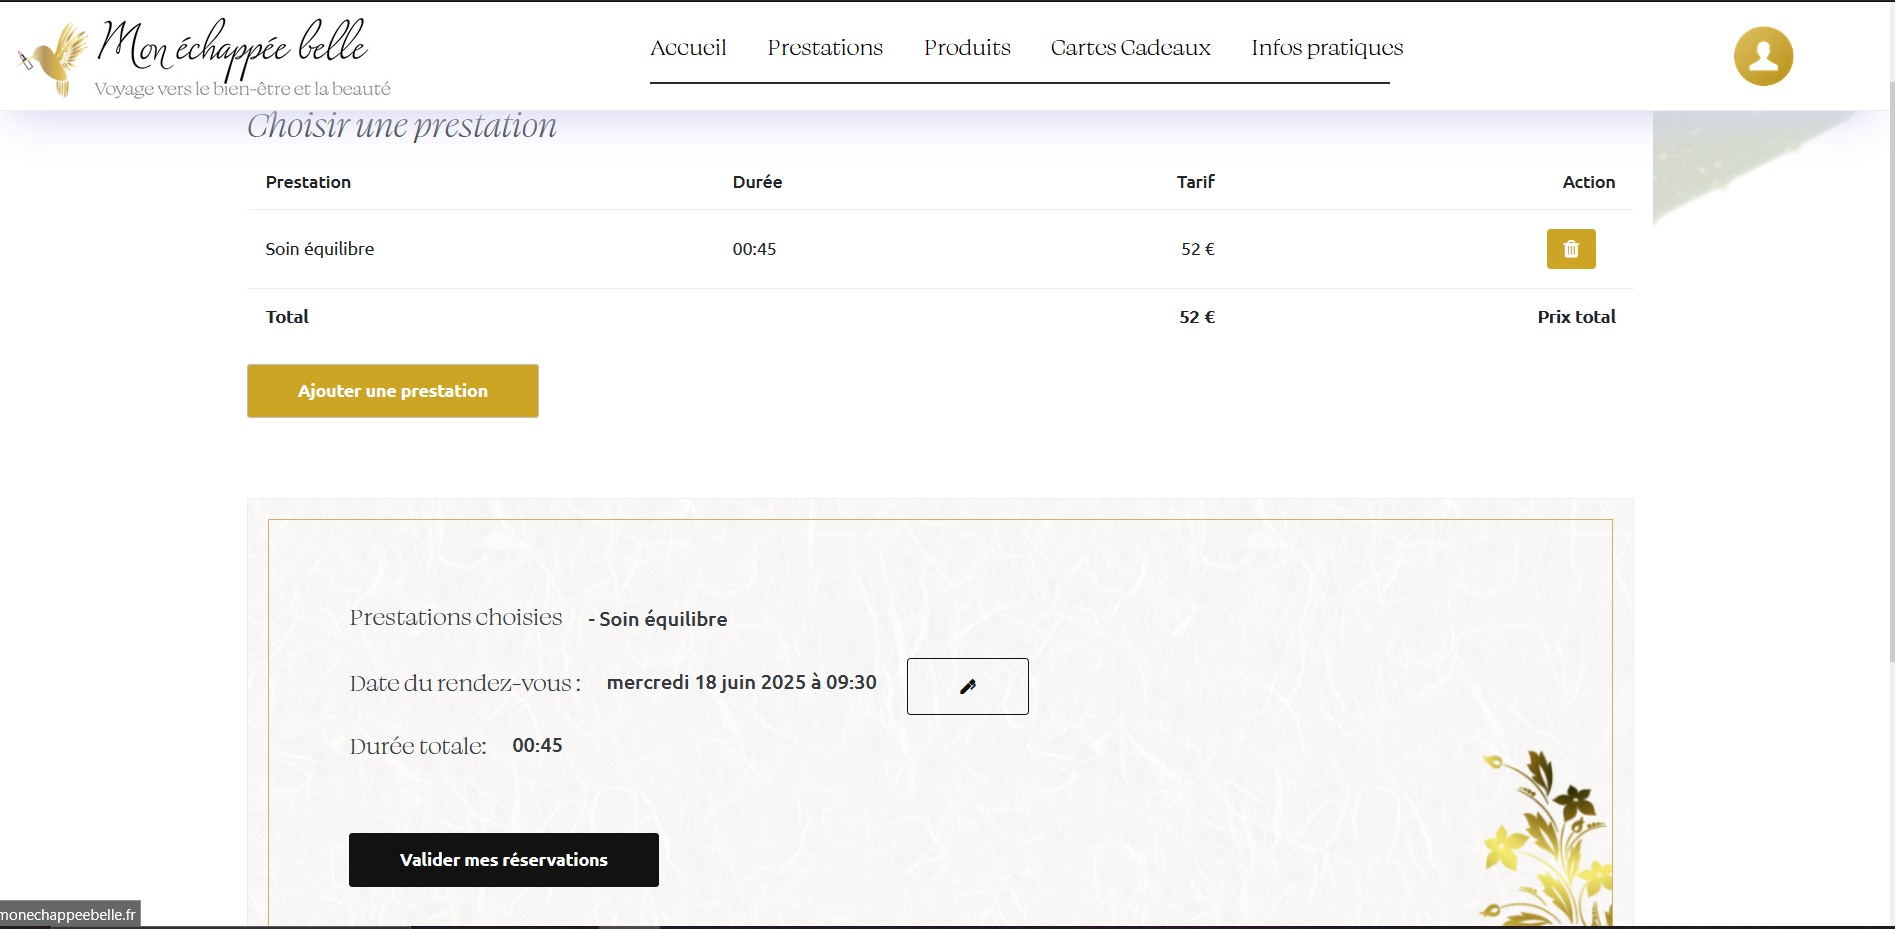 Mon échappée belle
Voyage vers le bien-être et la beauté
Accueil Prestations Produits Cartes Cadeaux Infos pratiques
Choisir une prestation
Prestation Durée Tarif Action
Soin équilibre 00:45 52 €
Total 52 € Prix total
Ajouter une prestation
Prestations choisies - Soin équilibre
Date du rendez-vous : mercredi 18 juin 2025 à 09:30
Durée totale: 00:45
Valider mes réservations
monechappeebelle.fr